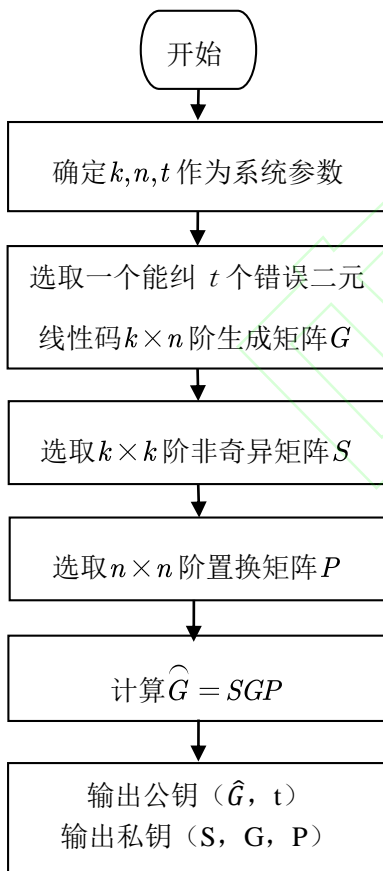 开始
确定k,n,t作为系统参数
选取一个能纠 t 个错误二元
线性码k×n阶生成矩阵G
选取k×k阶非奇异矩阵S
选取n×n阶置换矩阵P
计算Ĝ=SGP
输出公钥（Ĝ，t）
输出私钥（S，G，P）